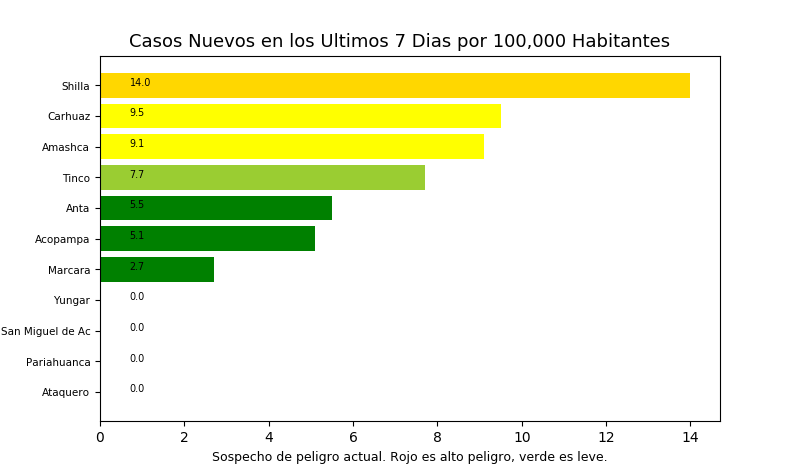 Casos Nuevos en los Ultimos 7 Dias por 100,000 Habitantes
Shilla 14.0
Carhuaz 9.5
Amashca 9.1
Tinco 7.7
Anta 5.5
Acopampa 5.1
Marcara 2.7
Yungar 0.0
San Miguel de Ac 0.0
Pariahuanca 0.0
Ataquero 0.0
0 2 4 6 8 10 12 14
Sospecho de peligro actual. Rojo es alto peligro, verde es leve.